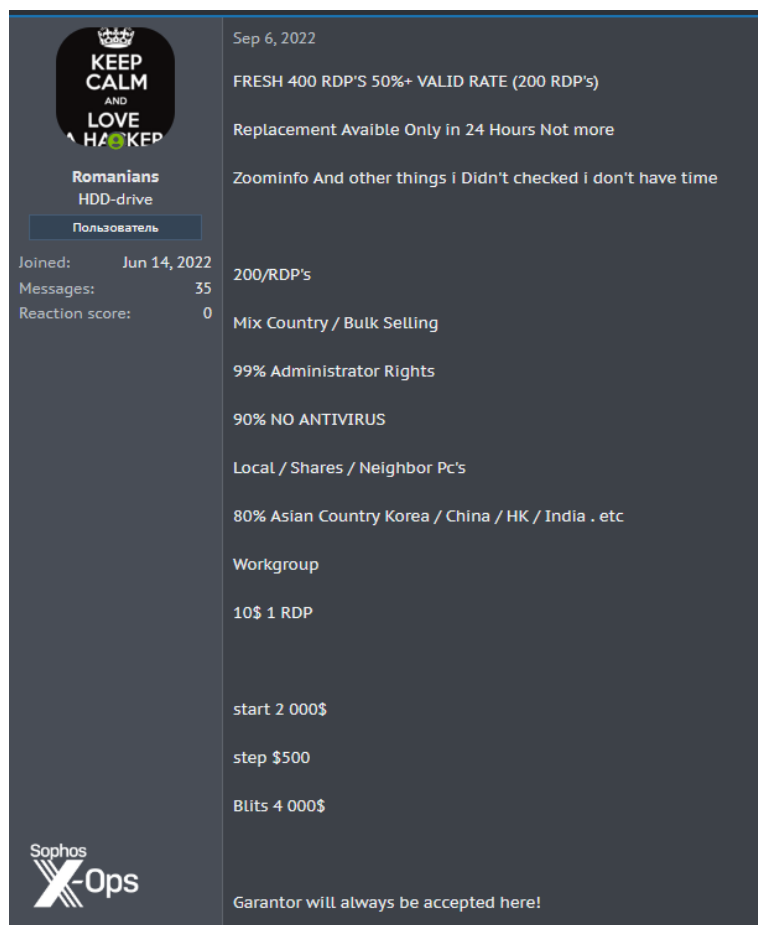 KEEP
CALM
AND
LOVE
A HACKER
Romanians
HDD-drive
Пользователь
Joined: Jun 14, 2022
Messages: 35
Reaction score: 0
Sep 6, 2022
FRESH 400 RDP'S 50%+ VALID RATE (200 RDP's)
Replacement Avaible Only in 24 Hours Not more
Zoominfo And other things i Didn't checked i don't have time
200/RDP's
Mix Country / Bulk Selling
99% Administrator Rights
90% NO ANTIVIRUS
Local / Shares / Neighbor Pc's
80% Asian Country Korea / China / HK / India . etc
Workgroup
10$ 1 RDP
start 2 000$
step $500
Blits 4 000$
Garantor will always be accepted here!
Sophos
X-Ops